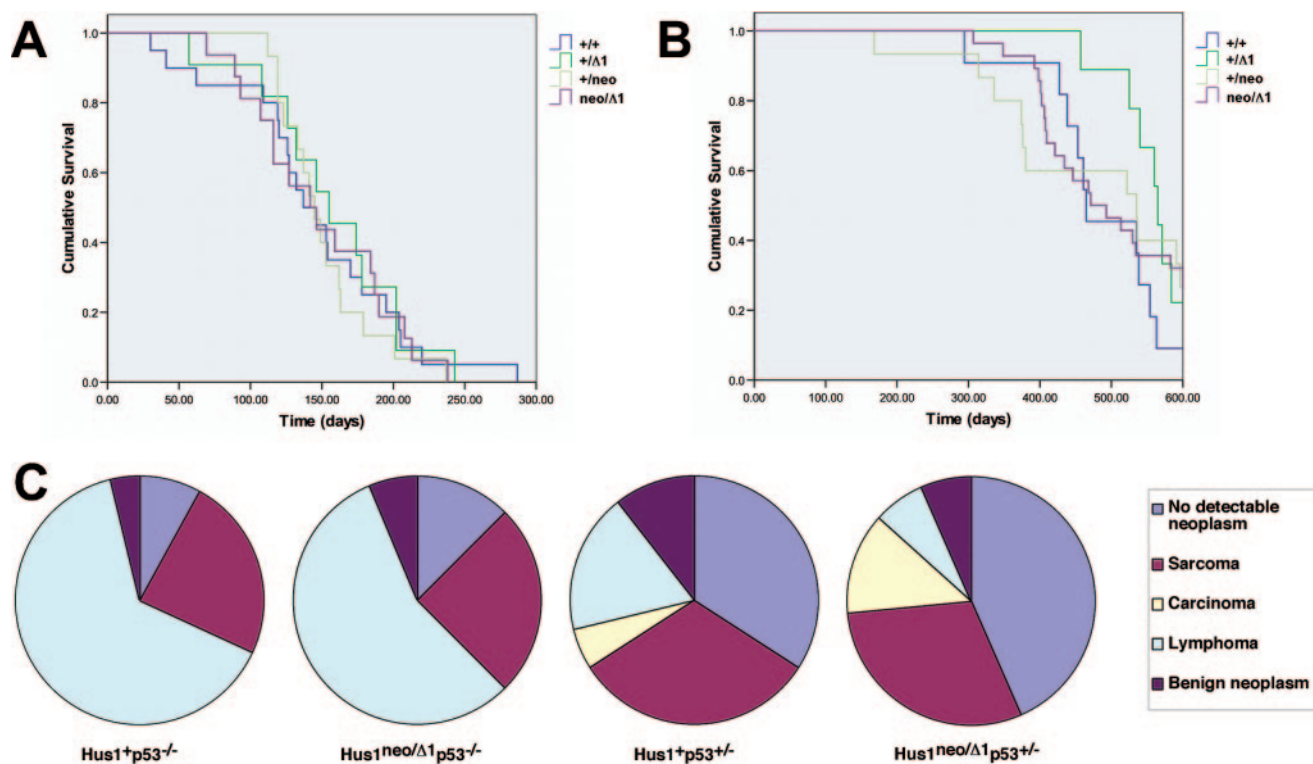 A
Cumulative Survival
1.0
0.8
0.6
0.4
0.2
0.0
0.00 50.00 100.00 150.00 200.00 250.00 300.00
Time (days)
+/+
+/Δ1
+/neo
neo/Δ1
B
Cumulative Survival
1.0
0.8
0.6
0.4
0.2
0.0
0.00 100.00 200.00 300.00 400.00 500.00 600.00
Time (days)
+/+
+/Δ1
+/neo
neo/Δ1
C
Hus1⁺p53⁻/⁻
Hus1ⁿᵉᵒ/Δ¹p53⁻/⁻
Hus1⁺p53⁺/⁻
Hus1ⁿᵉᵒ/Δ¹p53⁺/⁻
No detectable
neoplasm
Sarcoma
Carcinoma
Lymphoma
Benign neoplasm